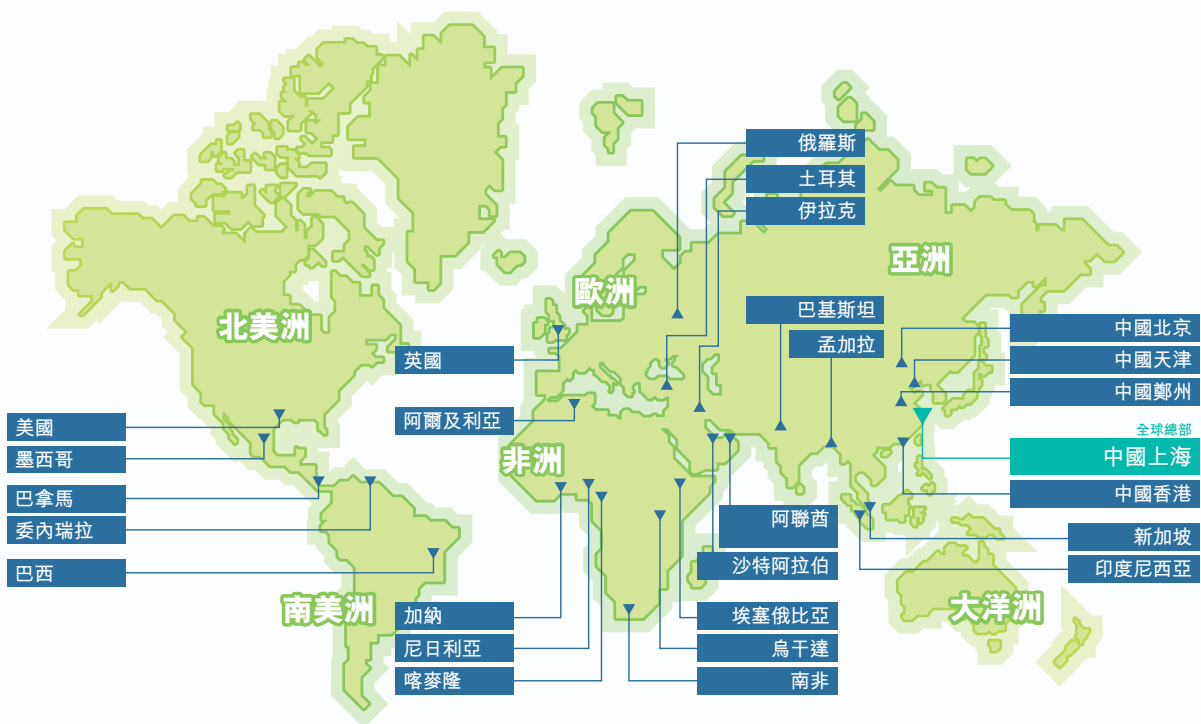 俄羅斯
土耳其
伊拉克
亞洲
歐洲
北美洲
巴基斯坦
孟加拉
中國北京
中國天津
中國鄭州
英國
阿爾及利亞
美國
墨西哥
全球總部
中國上海
非洲
巴拿馬
委內瑞拉
中國香港
阿聯酋
新加坡
沙特阿拉伯
印度尼西亞
巴西
南美洲
大洋洲
加納
尼日利亞
喀麥隆
埃塞俄比亞
烏干達
南非